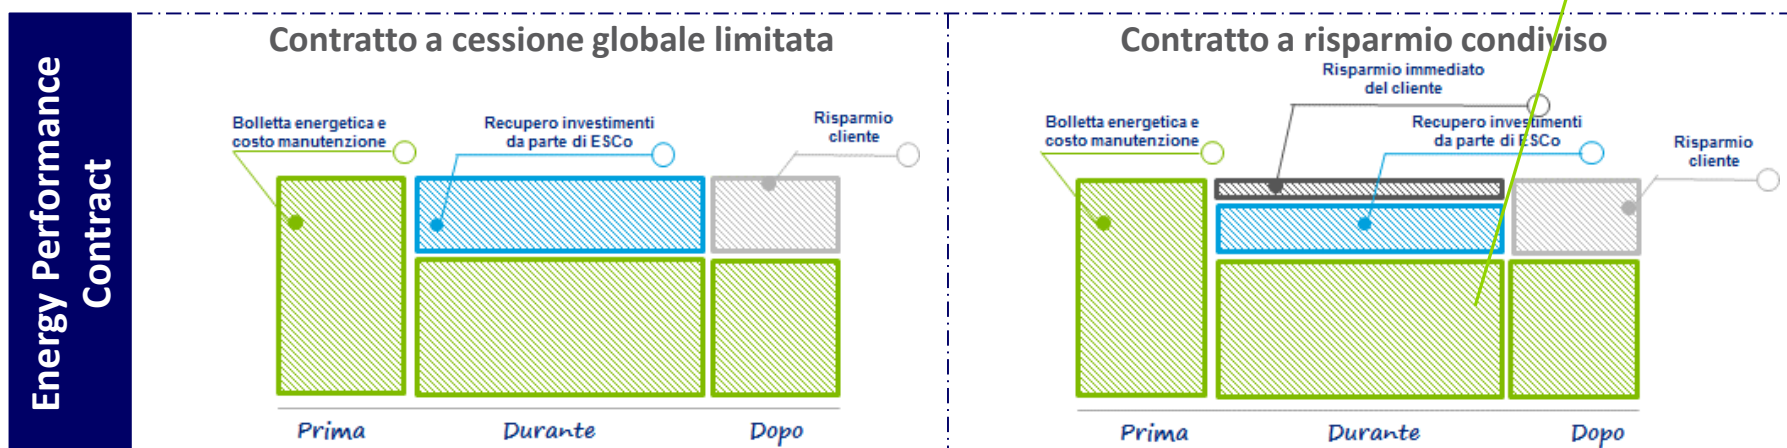 Energy Performance
Contract
Contratto a cessione globale limitata
Bolletta energetica e
costo manutenzione
Recupero investimenti
da parte di ESCo
Risparmio
cliente
Prima
Durante
Dopo
Contratto a risparmio condiviso
Risparmio immediato
del cliente
Bolletta energetica e
costo manutenzione
Recupero investimenti
da parte di ESCo
Risparmio
cliente
Prima
Durante
Dopo